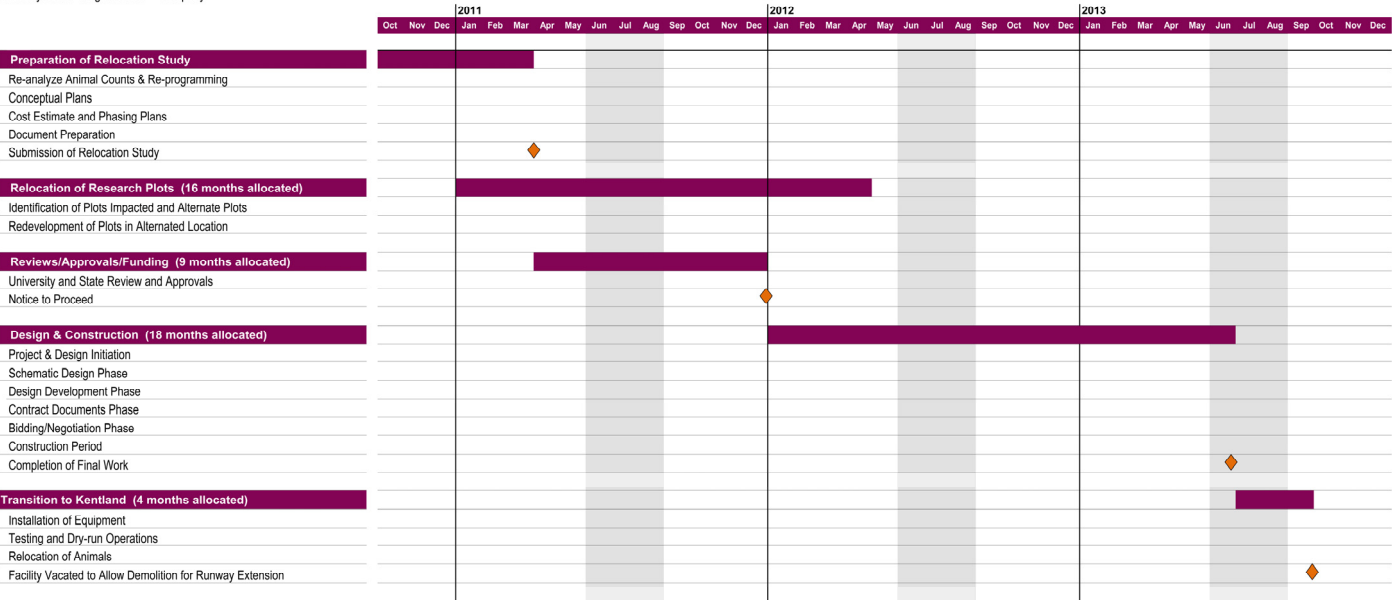 2011 2012 2013
Oct Nov Dec Jan Feb Mar Apr May Jun Jul Aug Sep Oct Nov Dec Jan Feb Mar Apr May Jun Jul Aug Sep Oct Nov Dec Jan Feb Mar Apr May Jun Jul Aug Sep Oct Nov Dec
Preparation of Relocation Study
Re-analyze Animal Counts & Re-programming
Conceptual Plans
Cost Estimate and Phasing Plans
Document Preparation
Submission of Relocation Study
Relocation of Research Plots (16 months allocated)
Identification of Plots Impacted and Alternate Plots
Redevelopment of Plots in Alternated Location
Reviews/Approvals/Funding (9 months allocated)
University and State Review and Approvals
Notice to Proceed
Design & Construction (18 months allocated)
Project & Design Initiation
Schematic Design Phase
Design Development Phase
Contract Documents Phase
Bidding/Negotiation Phase
Construction Period
Completion of Final Work
Transition to Kentland (4 months allocated)
Installation of Equipment
Testing and Dry-run Operations
Relocation of Animals
Facility Vacated to Allow Demolition for Runway Extension